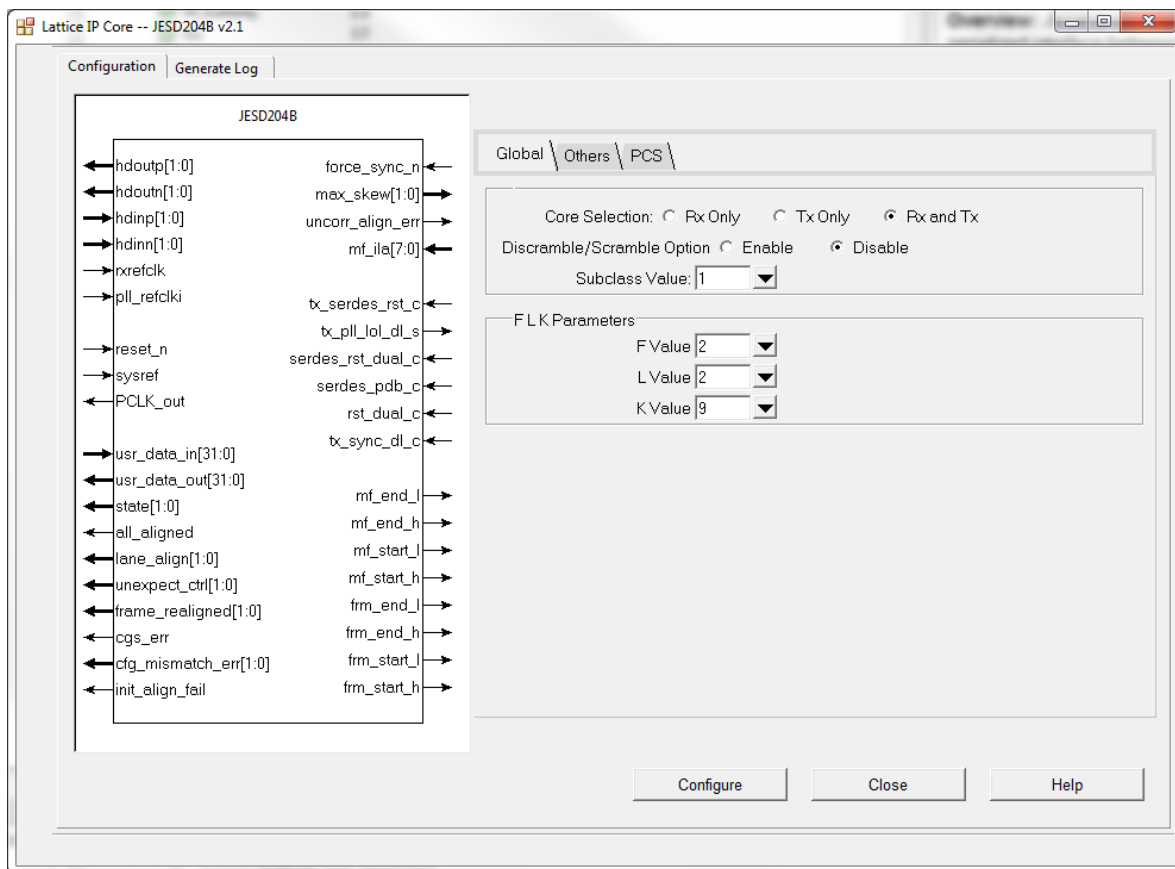 Lattice IP Core -- JESD204B v2.1
Configuration
Generate Log
JESD204B
hdoutp[1:0]
hdoutn[1:0]
hdinp[1:0]
hdinn[1:0]
rxrefclk
pll_refclki
reset_n
sysref
PCLK_out
usr_data_in[31:0]
usr_data_out[31:0]
state[1:0]
all_aligned
lane_align[1:0]
unexpect_ctrl[1:0]
frame_realigned[1:0]
cgs_err
cfg_mismatch_err[1:0]
init_align_fail
force_sync_n
max_skew[1:0]
uncorr_align_err
mf_ila[7:0]
tx_serdes_rst_c
tx_pll_lol_dl_s
serdes_rst_dual_c
serdes_pdb_c
rst_dual_c
tx_sync_dl_c
mf_end_l
mf_end_h
mf_start_l
mf_start_h
frm_end_l
frm_end_h
frm_start_l
frm_start_h
Global Others PCS
Core Selection: Rx Only Tx Only Rx and Tx
Discramble/Scramble Option Enable Disable
Subclass Value: 1
F L K Parameters
F Value 2
L Value 2
K Value 9
Configure Close Help